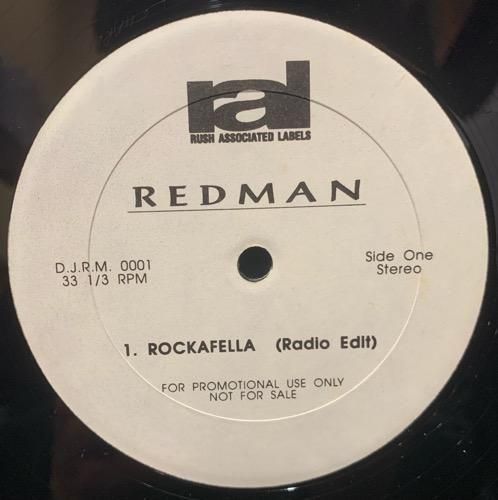 ral
RUSH ASSOCIATED LABELS
REDMAN
D.J.R.M. 0001
33 1/3 RPM
Side One
Stereo
1. ROCKAFELLA (Radio Edit)
FOR PROMOTIONAL USE ONLY
NOT FOR SALE